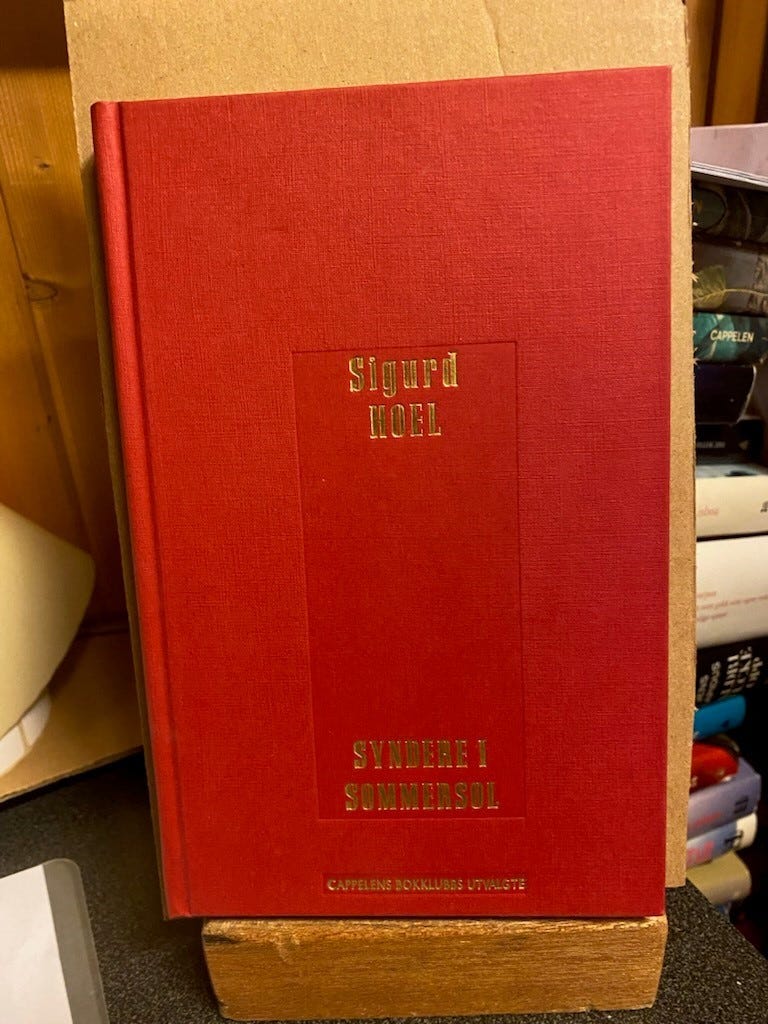 Sigurd
HOEL
SYNDERE I
SOMMERSOL
CAPPELENS BOKKLUBBS UTVALGTE
CAPPELEN